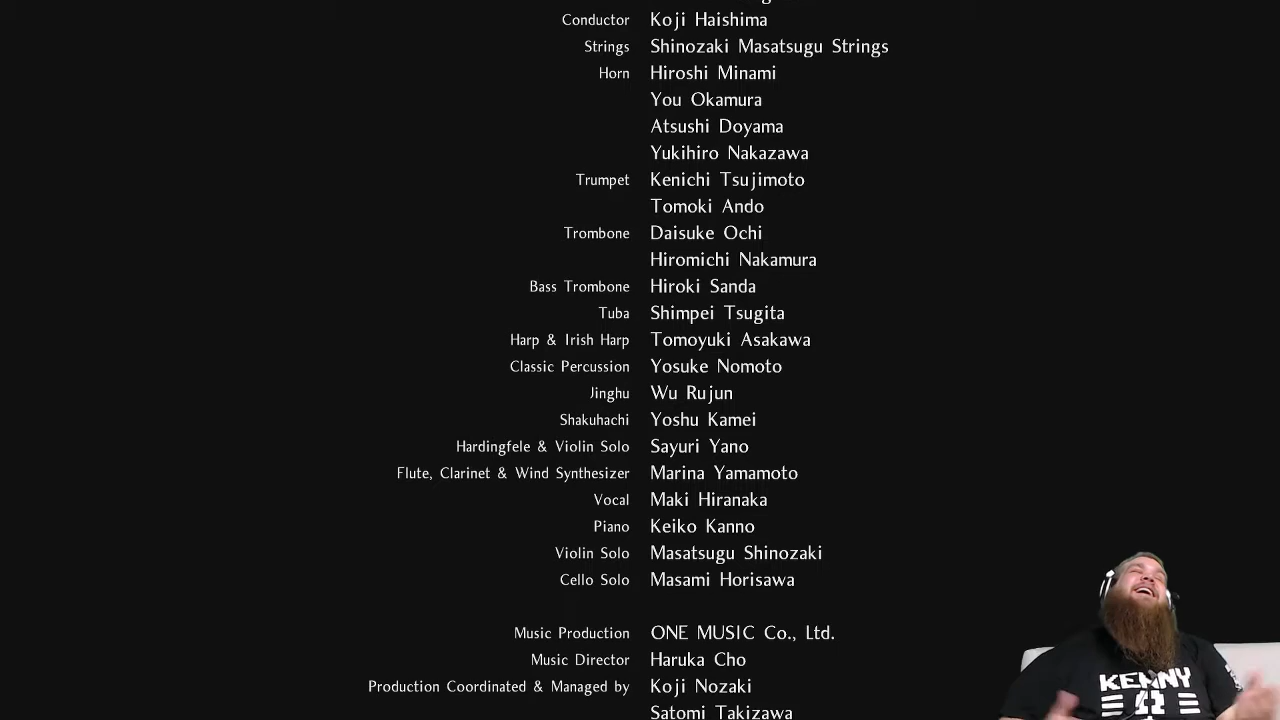 Conductor Koji Haishima
Strings Shinozaki Masatsugu Strings
Horn Hiroshi Minami
You Okamura
Atsushi Doyama
Yukihiro Nakazawa
Trumpet Kenichi Tsujimoto
Tomoki Ando
Trombone Daisuke Ochi
Hiromichi Nakamura
Bass Trombone Hiroki Sanda
Tuba Shimpei Tsugita
Harp & Irish Harp Tomoyuki Asakawa
Classic Percussion Yosuke Nomoto
Jinghu Wu Rujun
Shakuhachi Yoshu Kamei
Hardingfele & Violin Solo Sayuri Yano
Flute, Clarinet & Wind Synthesizer Marina Yamamoto
Vocal Maki Hiranaka
Piano Keiko Kanno
Violin Solo Masatsugu Shinozaki
Cello Solo Masami Horisawa
Music Production ONE MUSIC Co., Ltd.
Music Director Haruka Cho
Production Coordinated & Managed by Koji Nozaki
Satomi Takizawa
KENNY